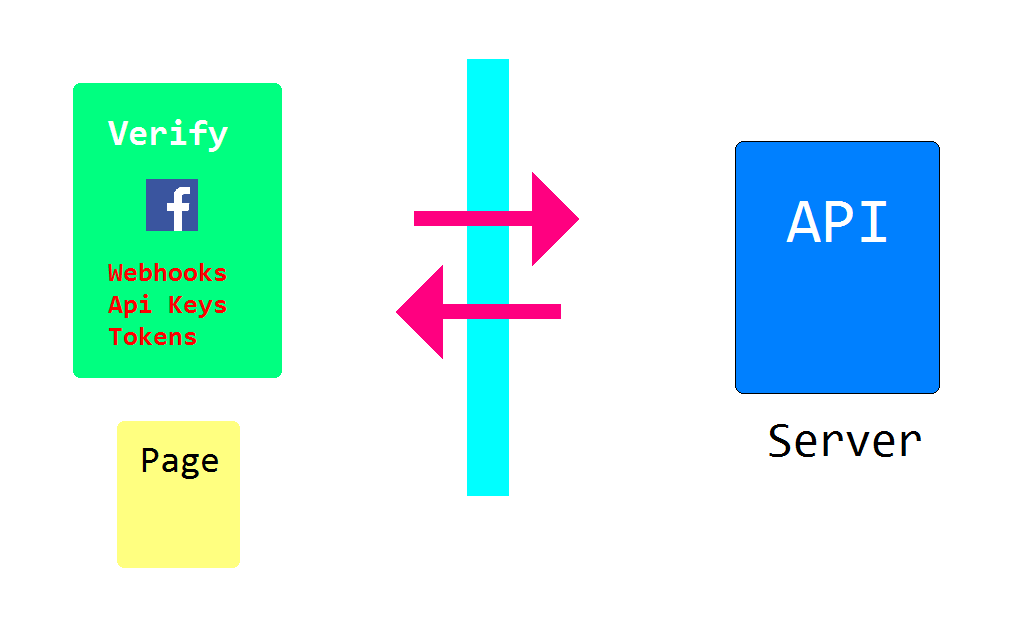 Verify
f
Webhooks
Api Keys
Tokens
Page
API
Server